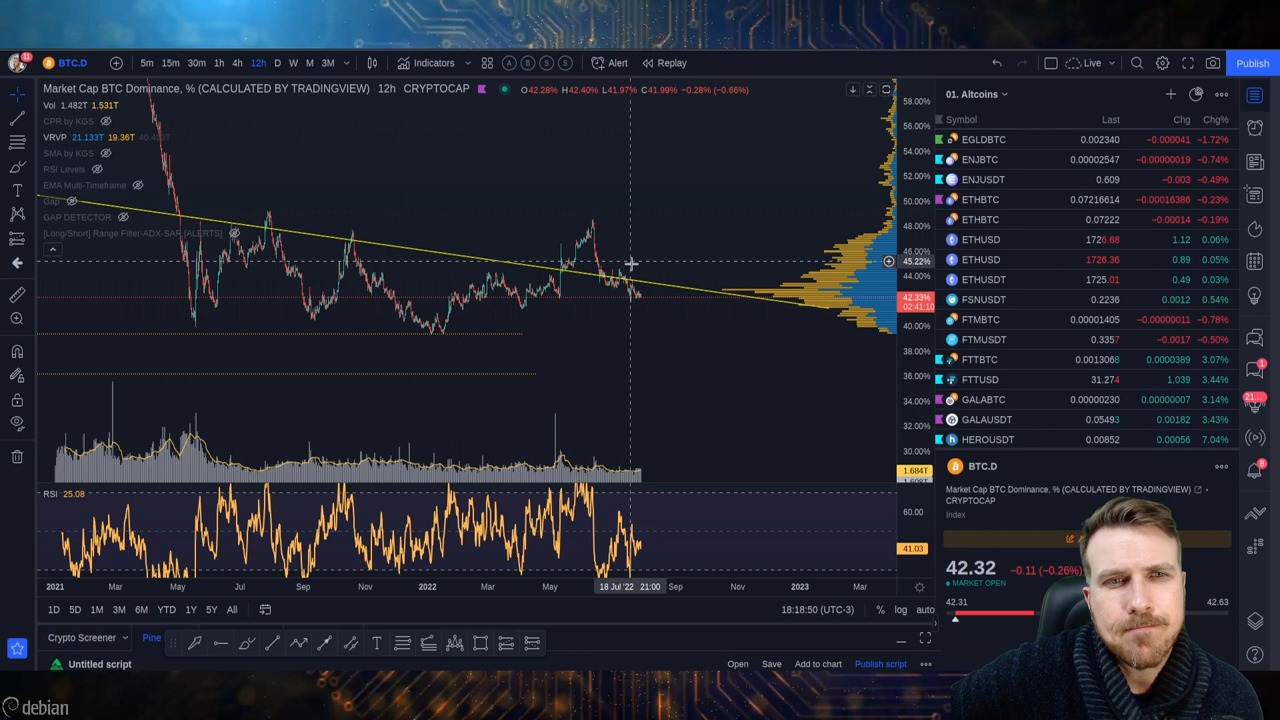 11
BTC.D
5m 15m 30m 1h 4h 12h D W M 3M
Indicators
A B S S
Alert
Replay
Live
Publish
Market Cap BTC Dominance, % (CALCULATED BY TRADINGVIEW) 12h CRYPTOCAP
O42.28% H42.40% L41.97% C41.99% −0.28% (−0.66%)
Vol 1.482T 1.531T
CPR by KGS
VRVP 21.133T 19.36T
SMA by KGS
RSI Levels
EMA Multi-Timeframe
Gap
GAP DETECTOR
[Long/Short] Range Filter-ADX-SAR [ALERTS]
58.00%
56.00%
54.00%
52.00%
50.00%
48.00%
46.00%
45.22%
44.00%
42.33%
02:41:10
40.00%
38.00%
36.00%
34.00%
32.00%
30.00%
1.684T
RSI 25.08
60.00
41.03
2021 Mar May Jul Sep Nov 2022 Mar May 18 Jul '22 21:00 Sep Nov 2023 Mar
1D 5D 1M 3M 6M YTD 1Y 5Y All
18:18:50 (UTC-3)
% log auto
Crypto Screener
Pine
Untitled script
Open Save Add to chart Publish script
01. Altcoins
Symbol Last Chg Chg%
EGLDBTC 0.002340 −0.000041 −1.72%
ENJBTC 0.00002547 −0.00000019 −0.74%
ENJUSDT 0.609 −0.003 −0.49%
ETHBTC 0.07216614 −0.00016386 −0.23%
ETHBTC 0.07222 −0.00014 −0.19%
ETHUSD 1726.68 1.12 0.06%
ETHUSD 1726.36 0.89 0.05%
ETHUSDT 1725.01 0.49 0.03%
FSNUSDT 0.2236 0.0012 0.54%
FTMBTC 0.00001405 −0.00000011 −0.78%
FTMUSDT 0.3357 −0.0017 −0.50%
FTTBTC 0.0013068 0.0000389 3.07%
FTTUSD 31.274 1.039 3.44%
GALABTC 0.00000230 0.00000007 3.14%
GALAUSDT 0.05493 0.00182 3.43%
HEROUSDT 0.00852 0.00056 7.04%
1
21...
8
BTC.D
Market Cap BTC Dominance, % (CALCULATED BY TRADINGVIEW)
CRYPTOCAP
Index
42.32 −0.11 (−0.26%)
MARKET OPEN
42.31 42.63
debian